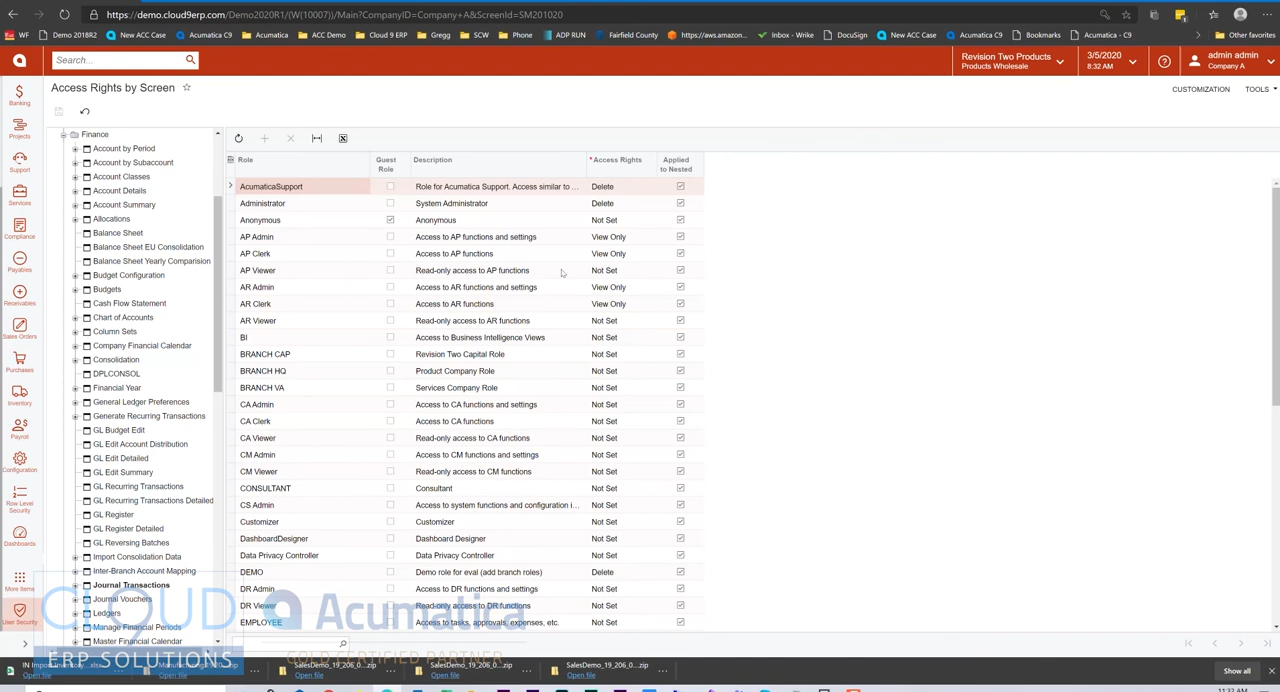 https://demo.cloud9erp.com/Demo2020R1/(W(10007))/Main?CompanyID=Company+A&ScreenId=SM201020
WF Demo 2018R2 New ACC Case Acumatica C9 Acumatica ACC Demo Cloud 9 ERP Gregg SCW Phone ADP RUN Fairfield County https://aws.amazon... Inbox - Wrike DocuSign New ACC Case Acumatica C9 Bookmarks Acumatica - C9 Other favorites
Search...
Revision Two Products
Products Wholesale
3/5/2020
8:32 AM
admin admin
Company A
Access Rights by Screen
CUSTOMIZATION TOOLS
Banking
Projects
Support
Services
Compliance
Payables
Receivables
Sales Orders
Purchases
Inventory
Payroll
Configuration
Row Level
Security
Dashboards
More Items
User Security
Finance
Account by Period
Account by Subaccount
Account Classes
Account Details
Account Summary
Allocations
Balance Sheet
Balance Sheet EU Consolidation
Balance Sheet Yearly Comparision
Budget Configuration
Budgets
Cash Flow Statement
Chart of Accounts
Column Sets
Company Financial Calendar
Consolidation
DPLCONSOL
Financial Year
General Ledger Preferences
Generate Recurring Transactions
GL Budget Edit
GL Edit Account Distribution
GL Edit Detailed
GL Edit Summary
GL Recurring Transactions
GL Recurring Transactions Detailed
GL Register
GL Register Detailed
GL Reversing Batches
Import Consolidation Data
Inter-Branch Account Mapping
Journal Transactions
Journal Vouchers
Ledgers
Manage Financial Periods
Master Financial Calendar
Role Guest Role Description *Access Rights Applied to Nested
AcumaticaSupport Role for Acumatica Support. Access similar to ... Delete
Administrator System Administrator Delete
Anonymous Anonymous Not Set
AP Admin Access to AP functions and settings View Only
AP Clerk Access to AP functions View Only
AP Viewer Read-only access to AP functions Not Set
AR Admin Access to AR functions and settings View Only
AR Clerk Access to AR functions View Only
AR Viewer Read-only access to AR functions Not Set
BI Access to Business Intelligence Views Not Set
BRANCH CAP Revision Two Capital Role Not Set
BRANCH HQ Product Company Role Not Set
BRANCH VA Services Company Role Not Set
CA Admin Access to CA functions and settings Not Set
CA Clerk Access to CA functions Not Set
CA Viewer Read-only access to CA functions Not Set
CM Admin Access to CM functions and settings Not Set
CM Viewer Read-only access to CM functions Not Set
CONSULTANT Consultant Not Set
CS Admin Access to system functions and configuration i... Not Set
Customizer Customizer Not Set
DashboardDesigner Dashboard Designer Not Set
Data Privacy Controller Data Privacy Controller Not Set
DEMO Demo role for eval (add branch roles) Delete
DR Admin Access to DR functions and settings Not Set
DR Viewer Read-only access to DR functions Not Set
EMPLOYEE Access to tasks, approvals, expenses, etc. Not Set
CLOUD 9
ERP SOLUTIONS
Acumatica
GOLD CERTIFIED PARTNER
IN Import Inventory....xlsx
Open file
Open file
SalesDemo_19_206_0....zip
Open file
SalesDemo_19_206_0....zip
Open file
SalesDemo_19_206_0....zip
Open file
Show all
11:32 AM